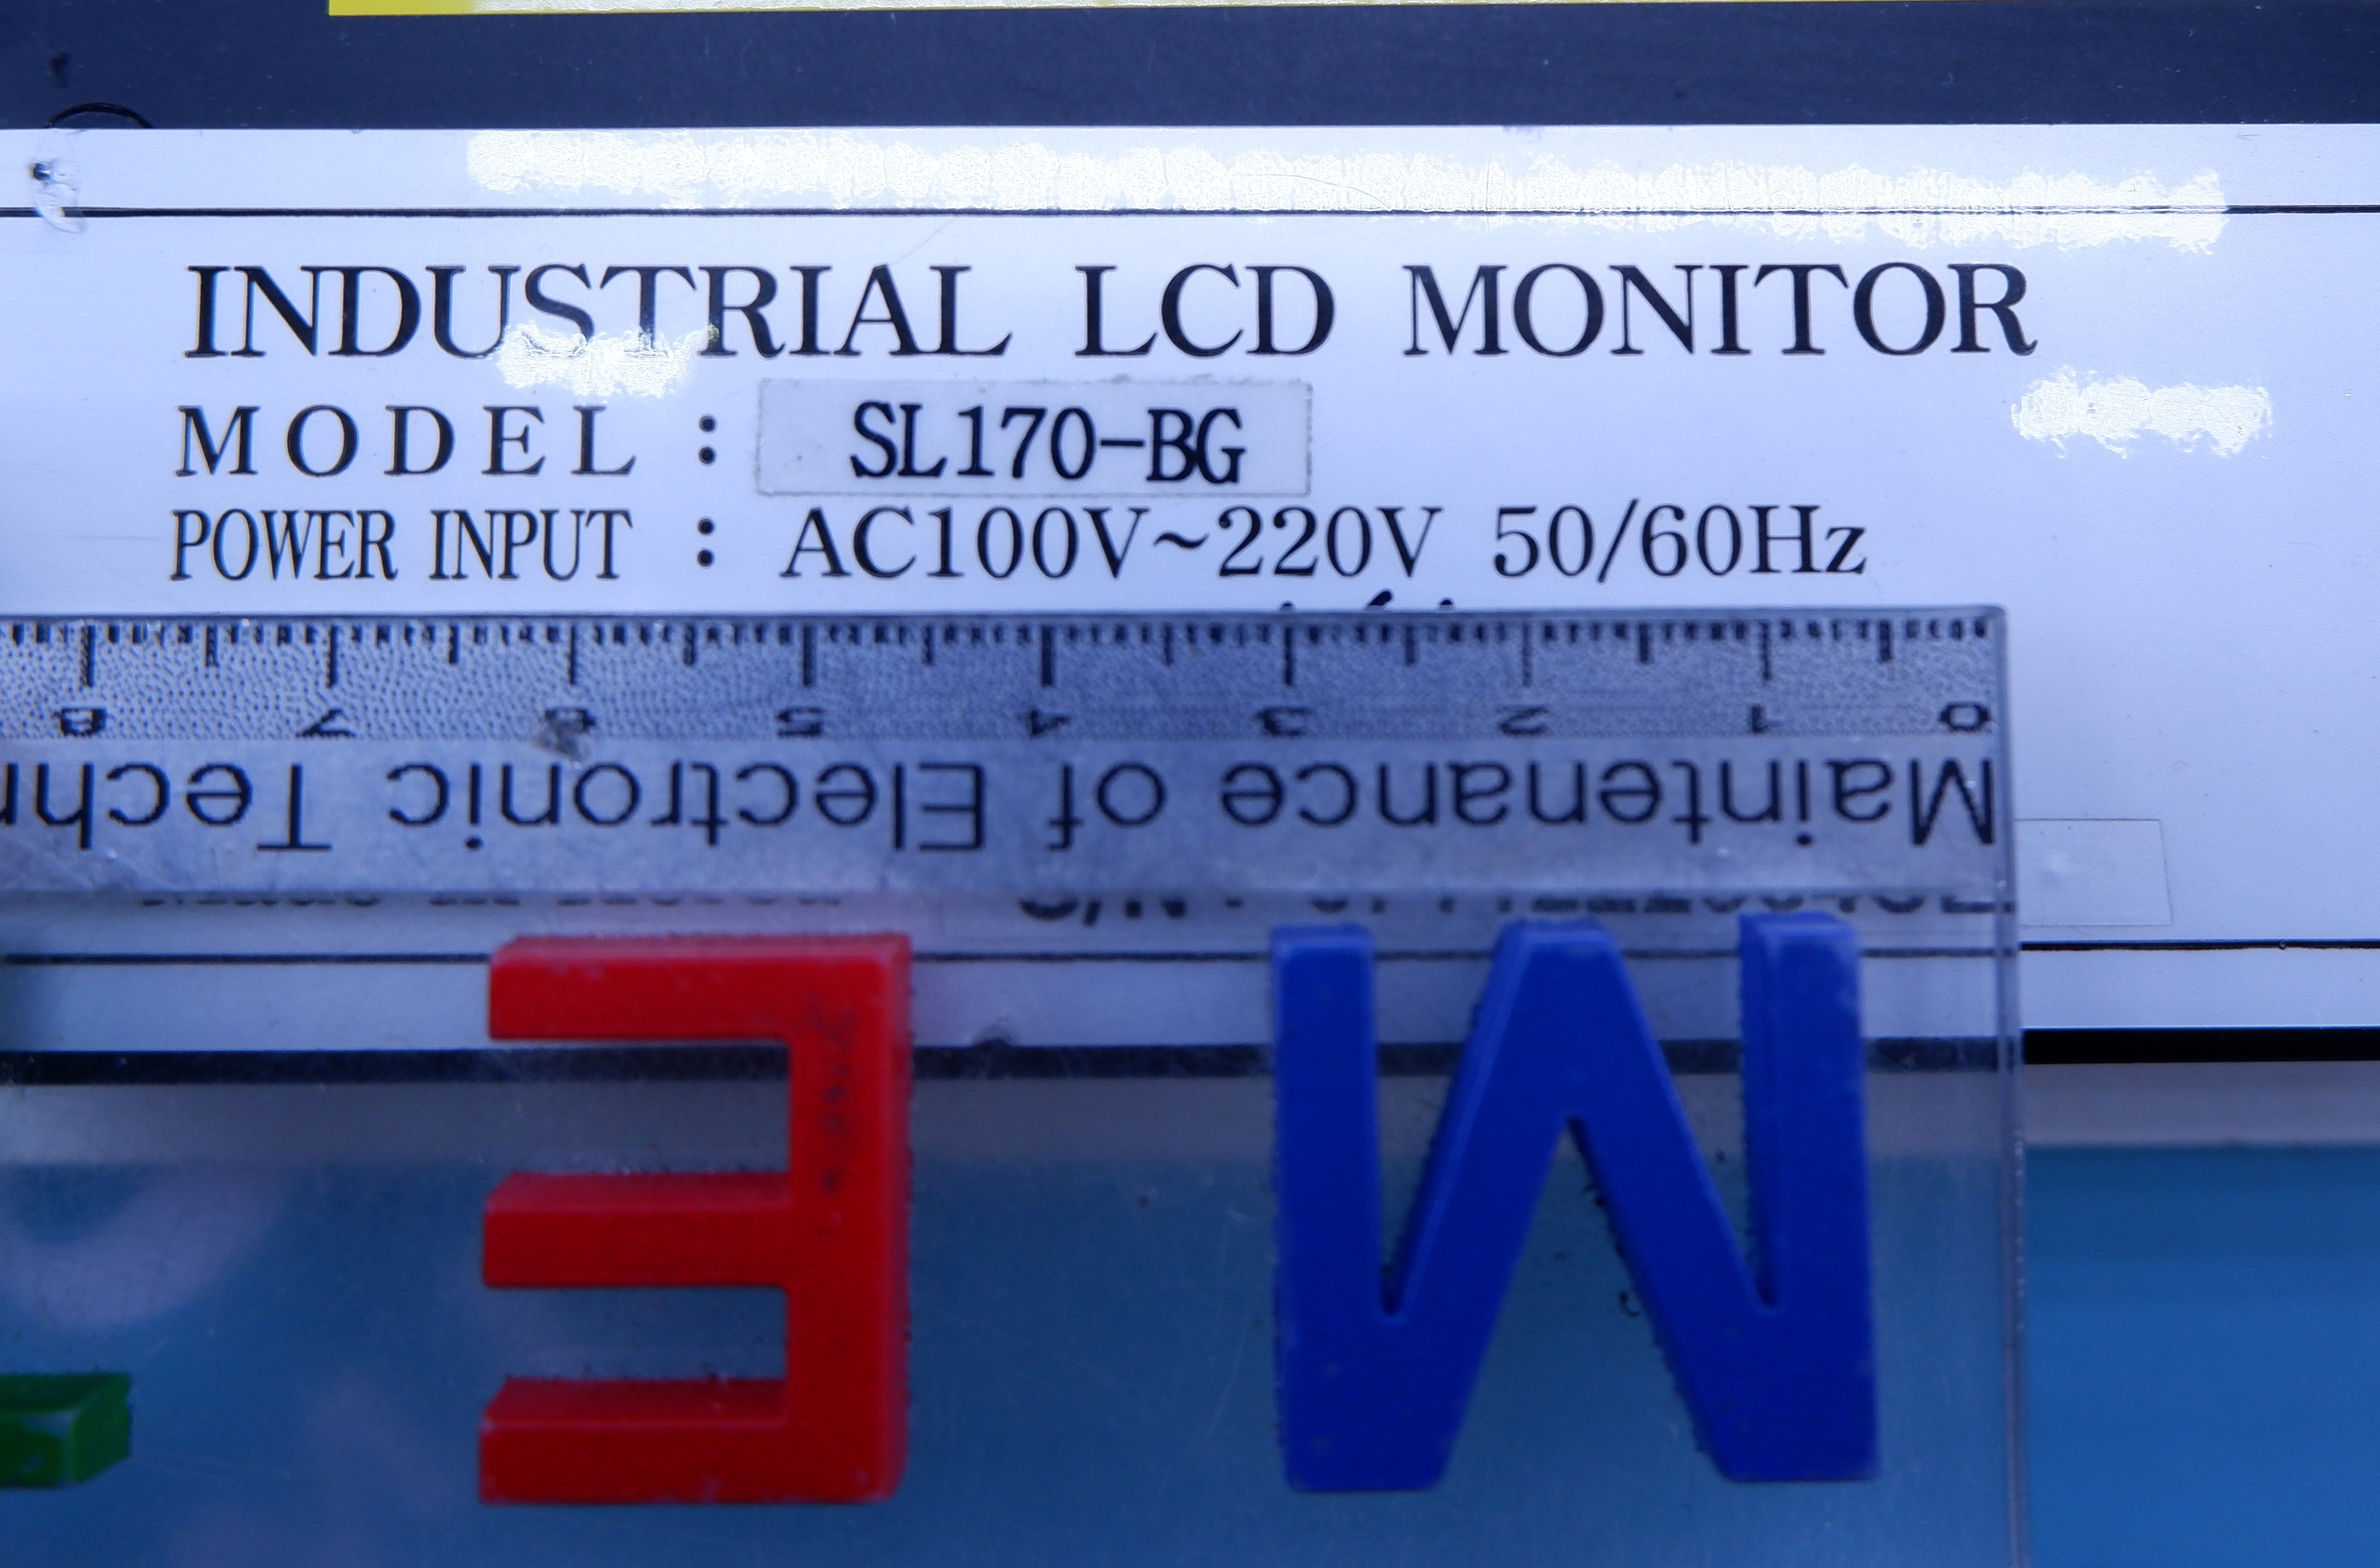 INDUSTRIAL LCD MONITOR
MODEL : SL170-BG
POWER INPUT : AC100V~220V 50/60Hz
0 1 2 3 4 5 6 7 8
Maintenance of Electronic Techn
M E